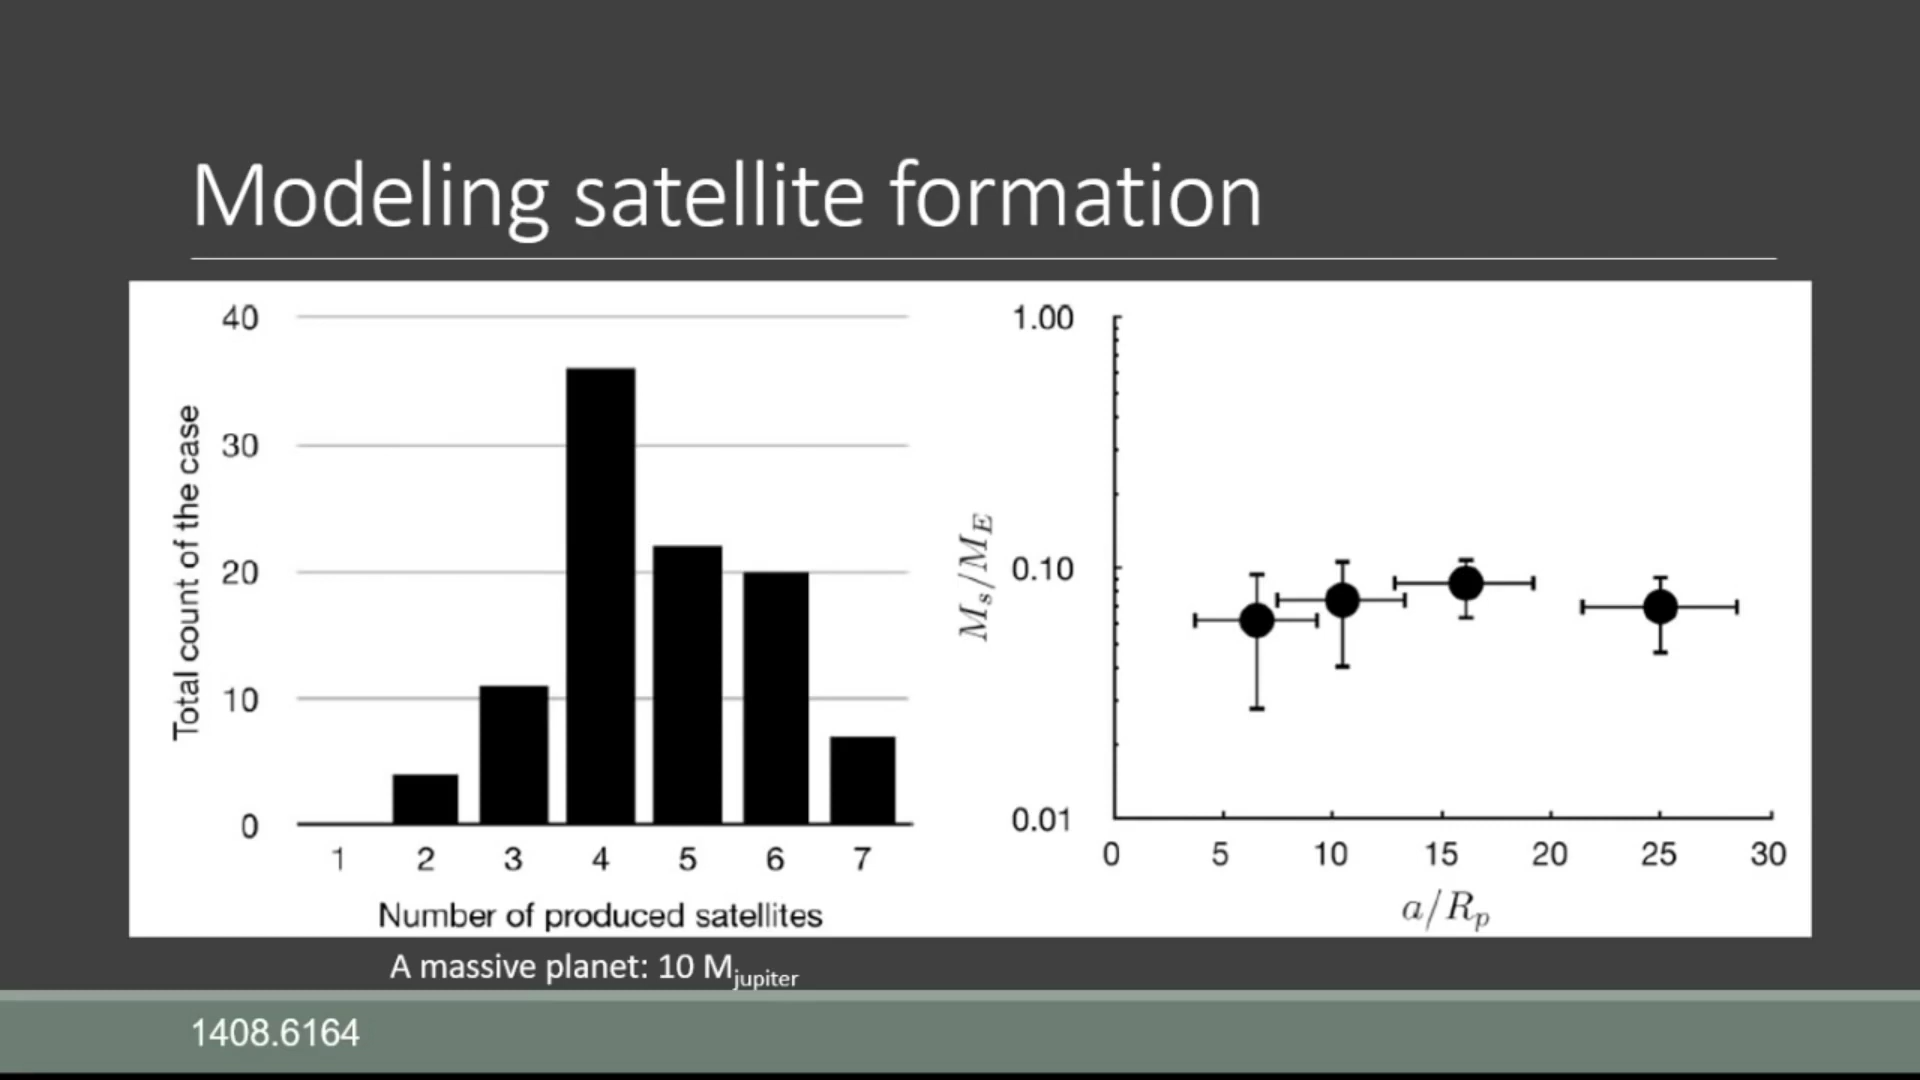 Modeling satellite formation
40
30
20
10
0
Total count of the case
1 2 3 4 5 6 7
Number of produced satellites
1.00
0.10
0.01
M_s/M_E
0 5 10 15 20 25 30
a/R_p
A massive planet: 10 M_jupiter
1408.6164